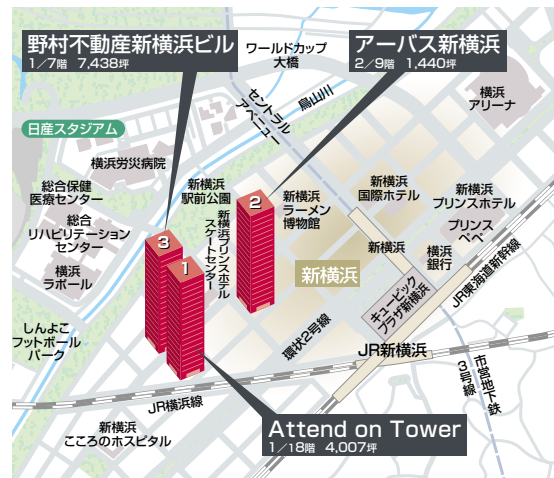 野村不動産新横浜ビル
1/7階 7,438坪
ワールドカップ
大橋
アーバス新横浜
2/9階 1,440坪
横浜
アリーナ
セントラル
アベニュー
鳥山川
日産スタジアム
横浜労災病院
総合保健
医療センター
新横浜
駅前公園
2
新横浜
ラーメン
博物館
新横浜
国際ホテル
新横浜
プリンスホテル
プリンス
ペペ
総合
リハビリテーション
センター
新横浜プリンスホテル
スケートセンター
3
1
新横浜
新横浜
横浜
銀行
横浜
ラポール
キュービック
プラザ新横浜
JR東海道新幹線
しんよこ
フットボール
パーク
環状2号線
JR新横浜
市営地下鉄
3号線
JR横浜線
新横浜
こころのホスピタル
Attend on Tower
1/18階 4,007坪